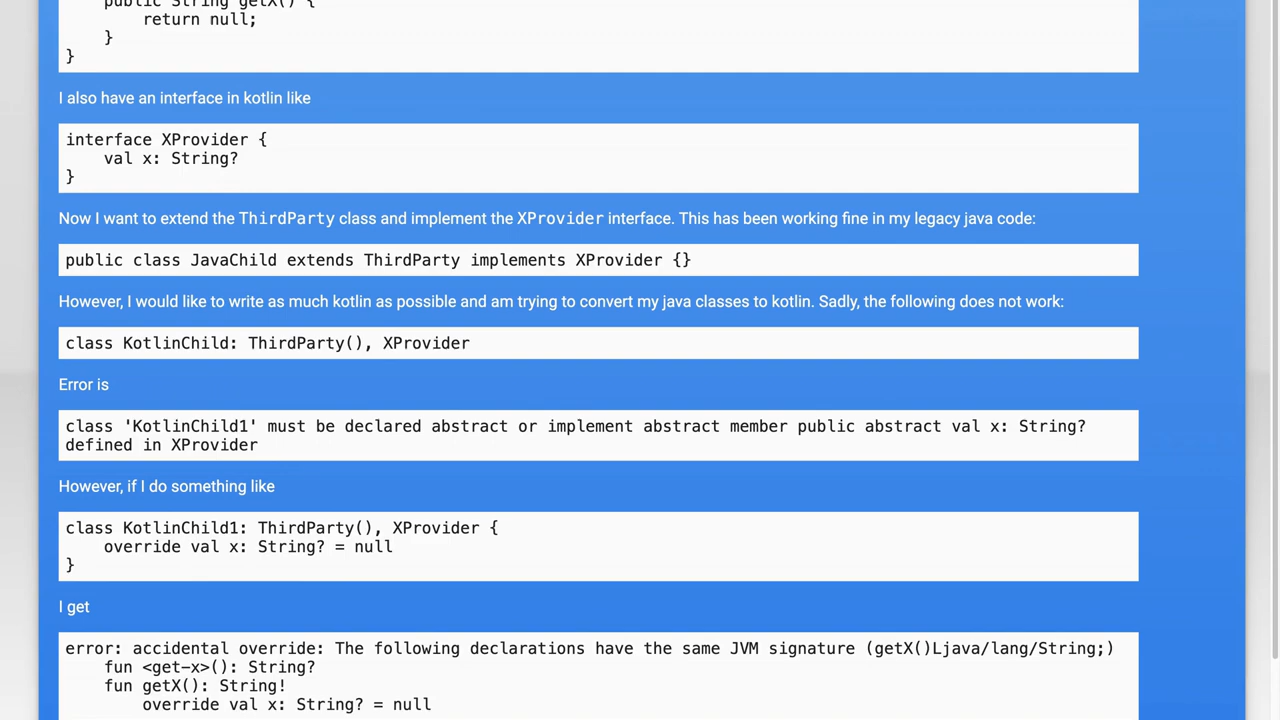 public String getX() {
return null;
}
}
I also have an interface in kotlin like
interface XProvider {
val x: String?
}
Now I want to extend the ThirdParty class and implement the XProvider interface. This has been working fine in my legacy java code:
public class JavaChild extends ThirdParty implements XProvider {}
However, I would like to write as much kotlin as possible and am trying to convert my java classes to kotlin. Sadly, the following does not work:
class KotlinChild: ThirdParty(), XProvider
Error is
class 'KotlinChild1' must be declared abstract or implement abstract member public abstract val x: String?
defined in XProvider
However, if I do something like
class KotlinChild1: ThirdParty(), XProvider {
override val x: String? = null
}
I get
error: accidental override: The following declarations have the same JVM signature (getX()Ljava/lang/String;)
fun <get-x>(): String?
fun getX(): String!
override val x: String? = null